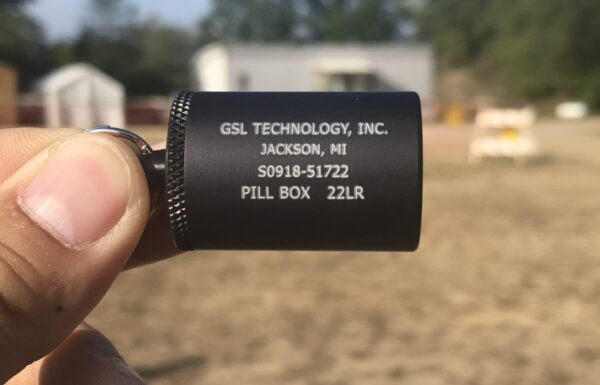 GSL TECHNOLOGY, INC.
JACKSON, MI
S0918-51722
PILL BOX 22LR